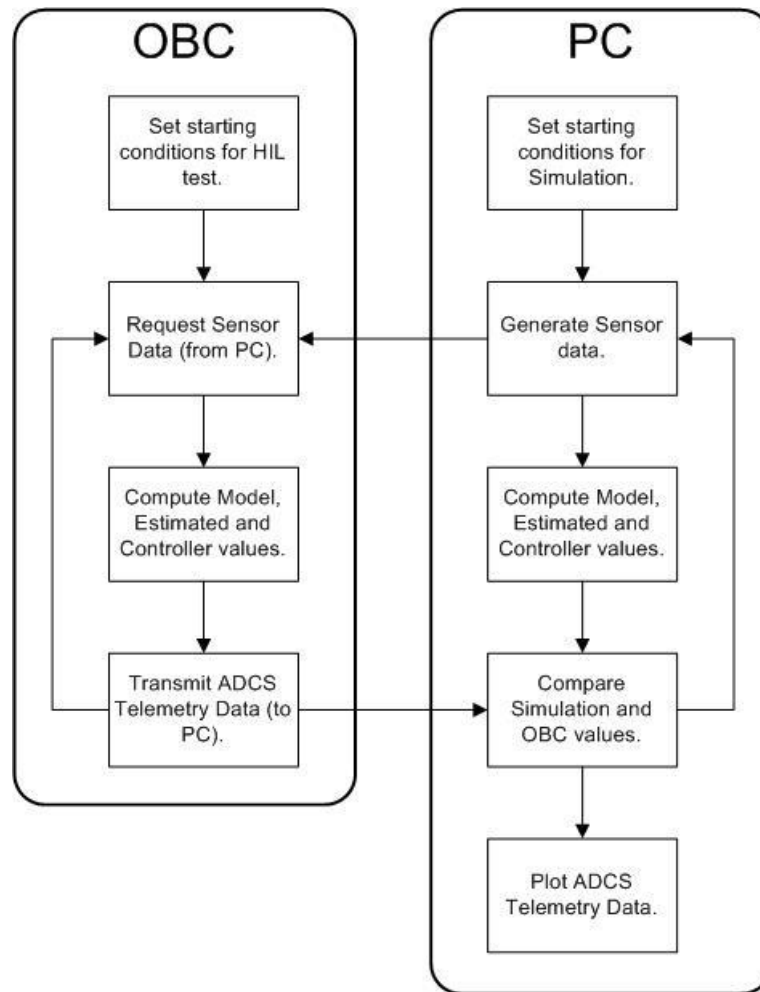 OBC
Set starting
conditions for HIL
test.
Request Sensor
Data (from PC).
Compute Model,
Estimated and
Controller values.
Transmit ADCS
Telemetry Data (to
PC).
PC
Set starting
conditions for
Simulation.
Generate Sensor
data.
Compute Model,
Estimated and
Controller values.
Compare
Simulation and
OBC values.
Plot ADCS
Telemetry Data.